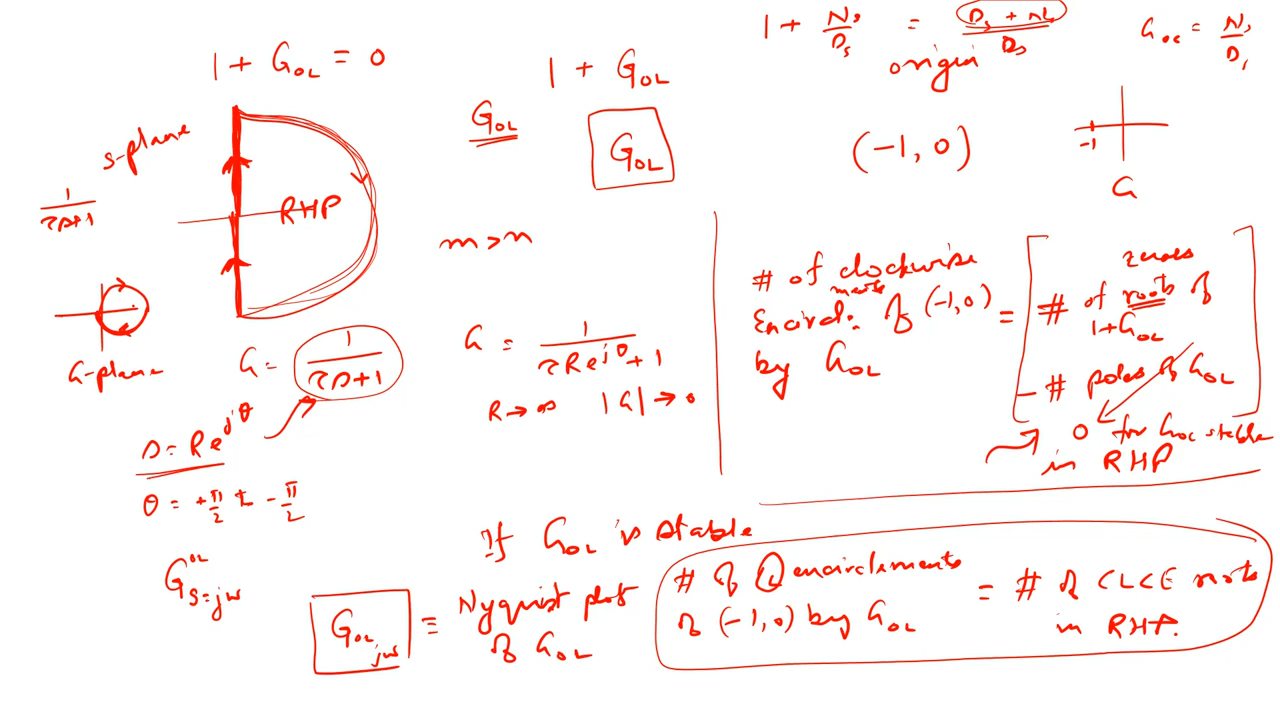 1 + G_OL = 0
s-plane
1/(τs+1)
RHP
G-plane
G = 1/(τs+1)
s = Re^{jθ}
θ = +π/2 to -π/2
G^{OL}_{s=jω}
1 + G_OL
G_OL
G_OL
m > n
G = 1/(τRe^{jθ}+1)
R → ∞ |G| → 0
1 + N_s/D_s = (D_s + N_s)/D_s
origin
G_OL = N_s/D_s
(-1, 0)
-1
G
# of clockwise
Encircle. of (-1,0)
by G_OL
=
zeroes
# of roots of
1+G_OL
- # poles of G_OL
0 for G_OL stable
in RHP
If G_OL is stable
G_OL jω ≡ Nyquist plot
of G_OL
# of encirclements
of (-1, 0) by G_OL
= # of CLCE roots
in RHP.